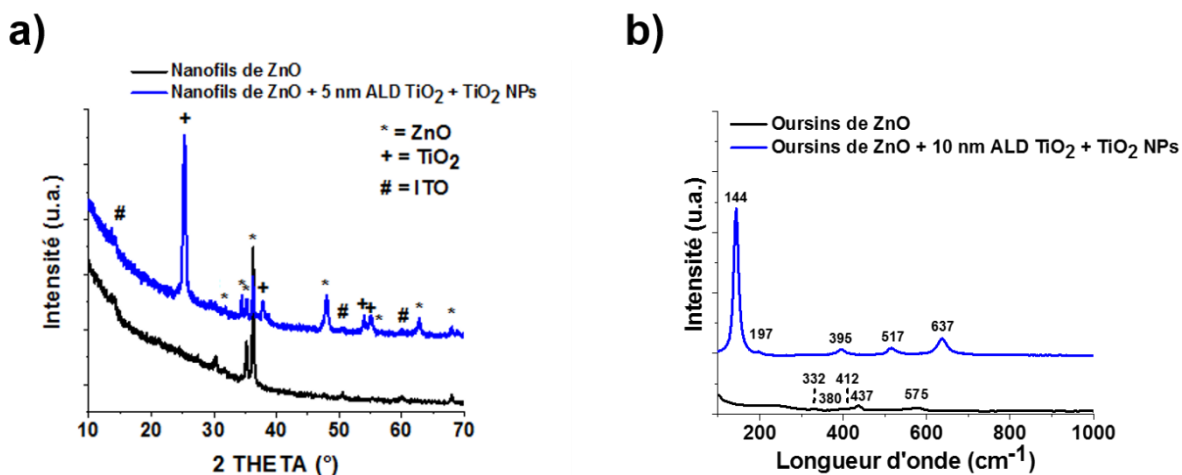 a)
Nanofils de ZnO
Nanofils de ZnO + 5 nm ALD TiO2 + TiO2 NPs
* = ZnO
+ = TiO2
# = ITO
+
#
*
*
*
*
+
*
#
+
+
*
#
*
*
Intensité (u.a.)
10 20 30 40 50 60 70
2 THETA (°)
b)
Oursins de ZnO
Oursins de ZnO + 10 nm ALD TiO2 + TiO2 NPs
144
197
395
517
637
332
412
380
437
575
Intensité (u.a.)
200 400 600 800 1000
Longueur d'onde (cm-1)